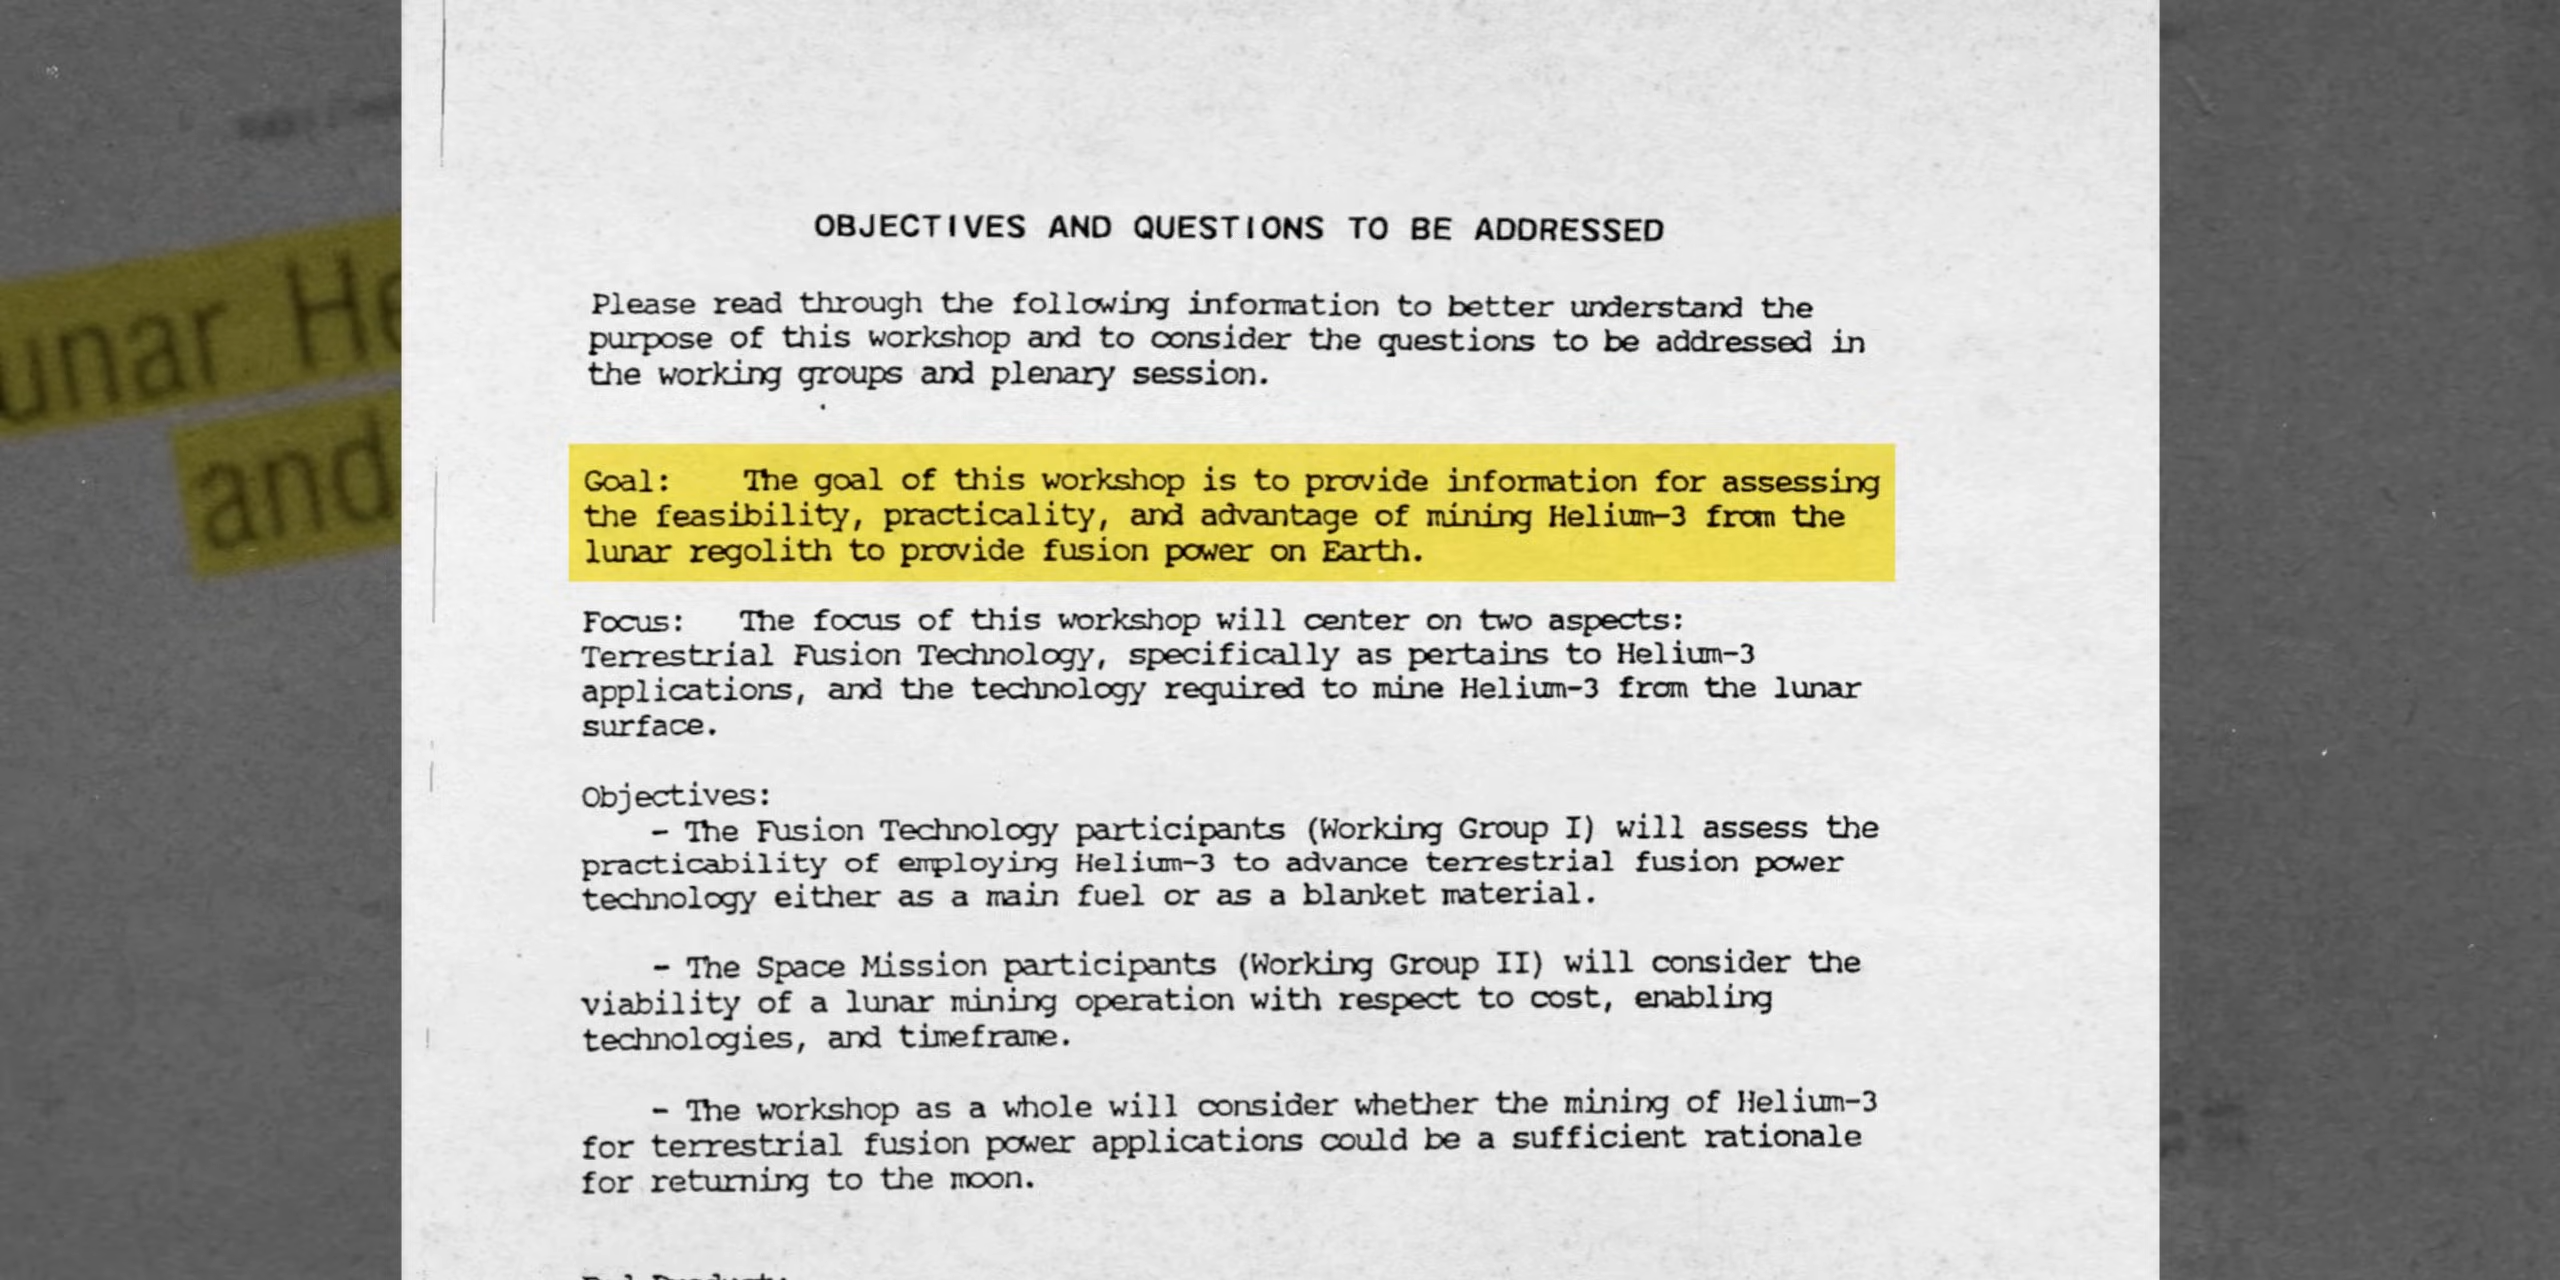 OBJECTIVES AND QUESTIONS TO BE ADDRESSED
Please read through the following information to better understand the
purpose of this workshop and to consider the questions to be addressed in
the working groups and plenary session.
Goal: The goal of this workshop is to provide information for assessing
the feasibility, practicality, and advantage of mining Helium-3 from the
lunar regolith to provide fusion power on Earth.
Focus: The focus of this workshop will center on two aspects:
Terrestrial Fusion Technology, specifically as pertains to Helium-3
applications, and the technology required to mine Helium-3 from the lunar
surface.
Objectives:
- The Fusion Technology participants (Working Group I) will assess the
practicability of employing Helium-3 to advance terrestrial fusion power
technology either as a main fuel or as a blanket material.
- The Space Mission participants (Working Group II) will consider the
viability of a lunar mining operation with respect to cost, enabling
technologies, and timeframe.
- The workshop as a whole will consider whether the mining of Helium-3
for terrestrial fusion power applications could be a sufficient rationale
for returning to the moon.
unar He
and